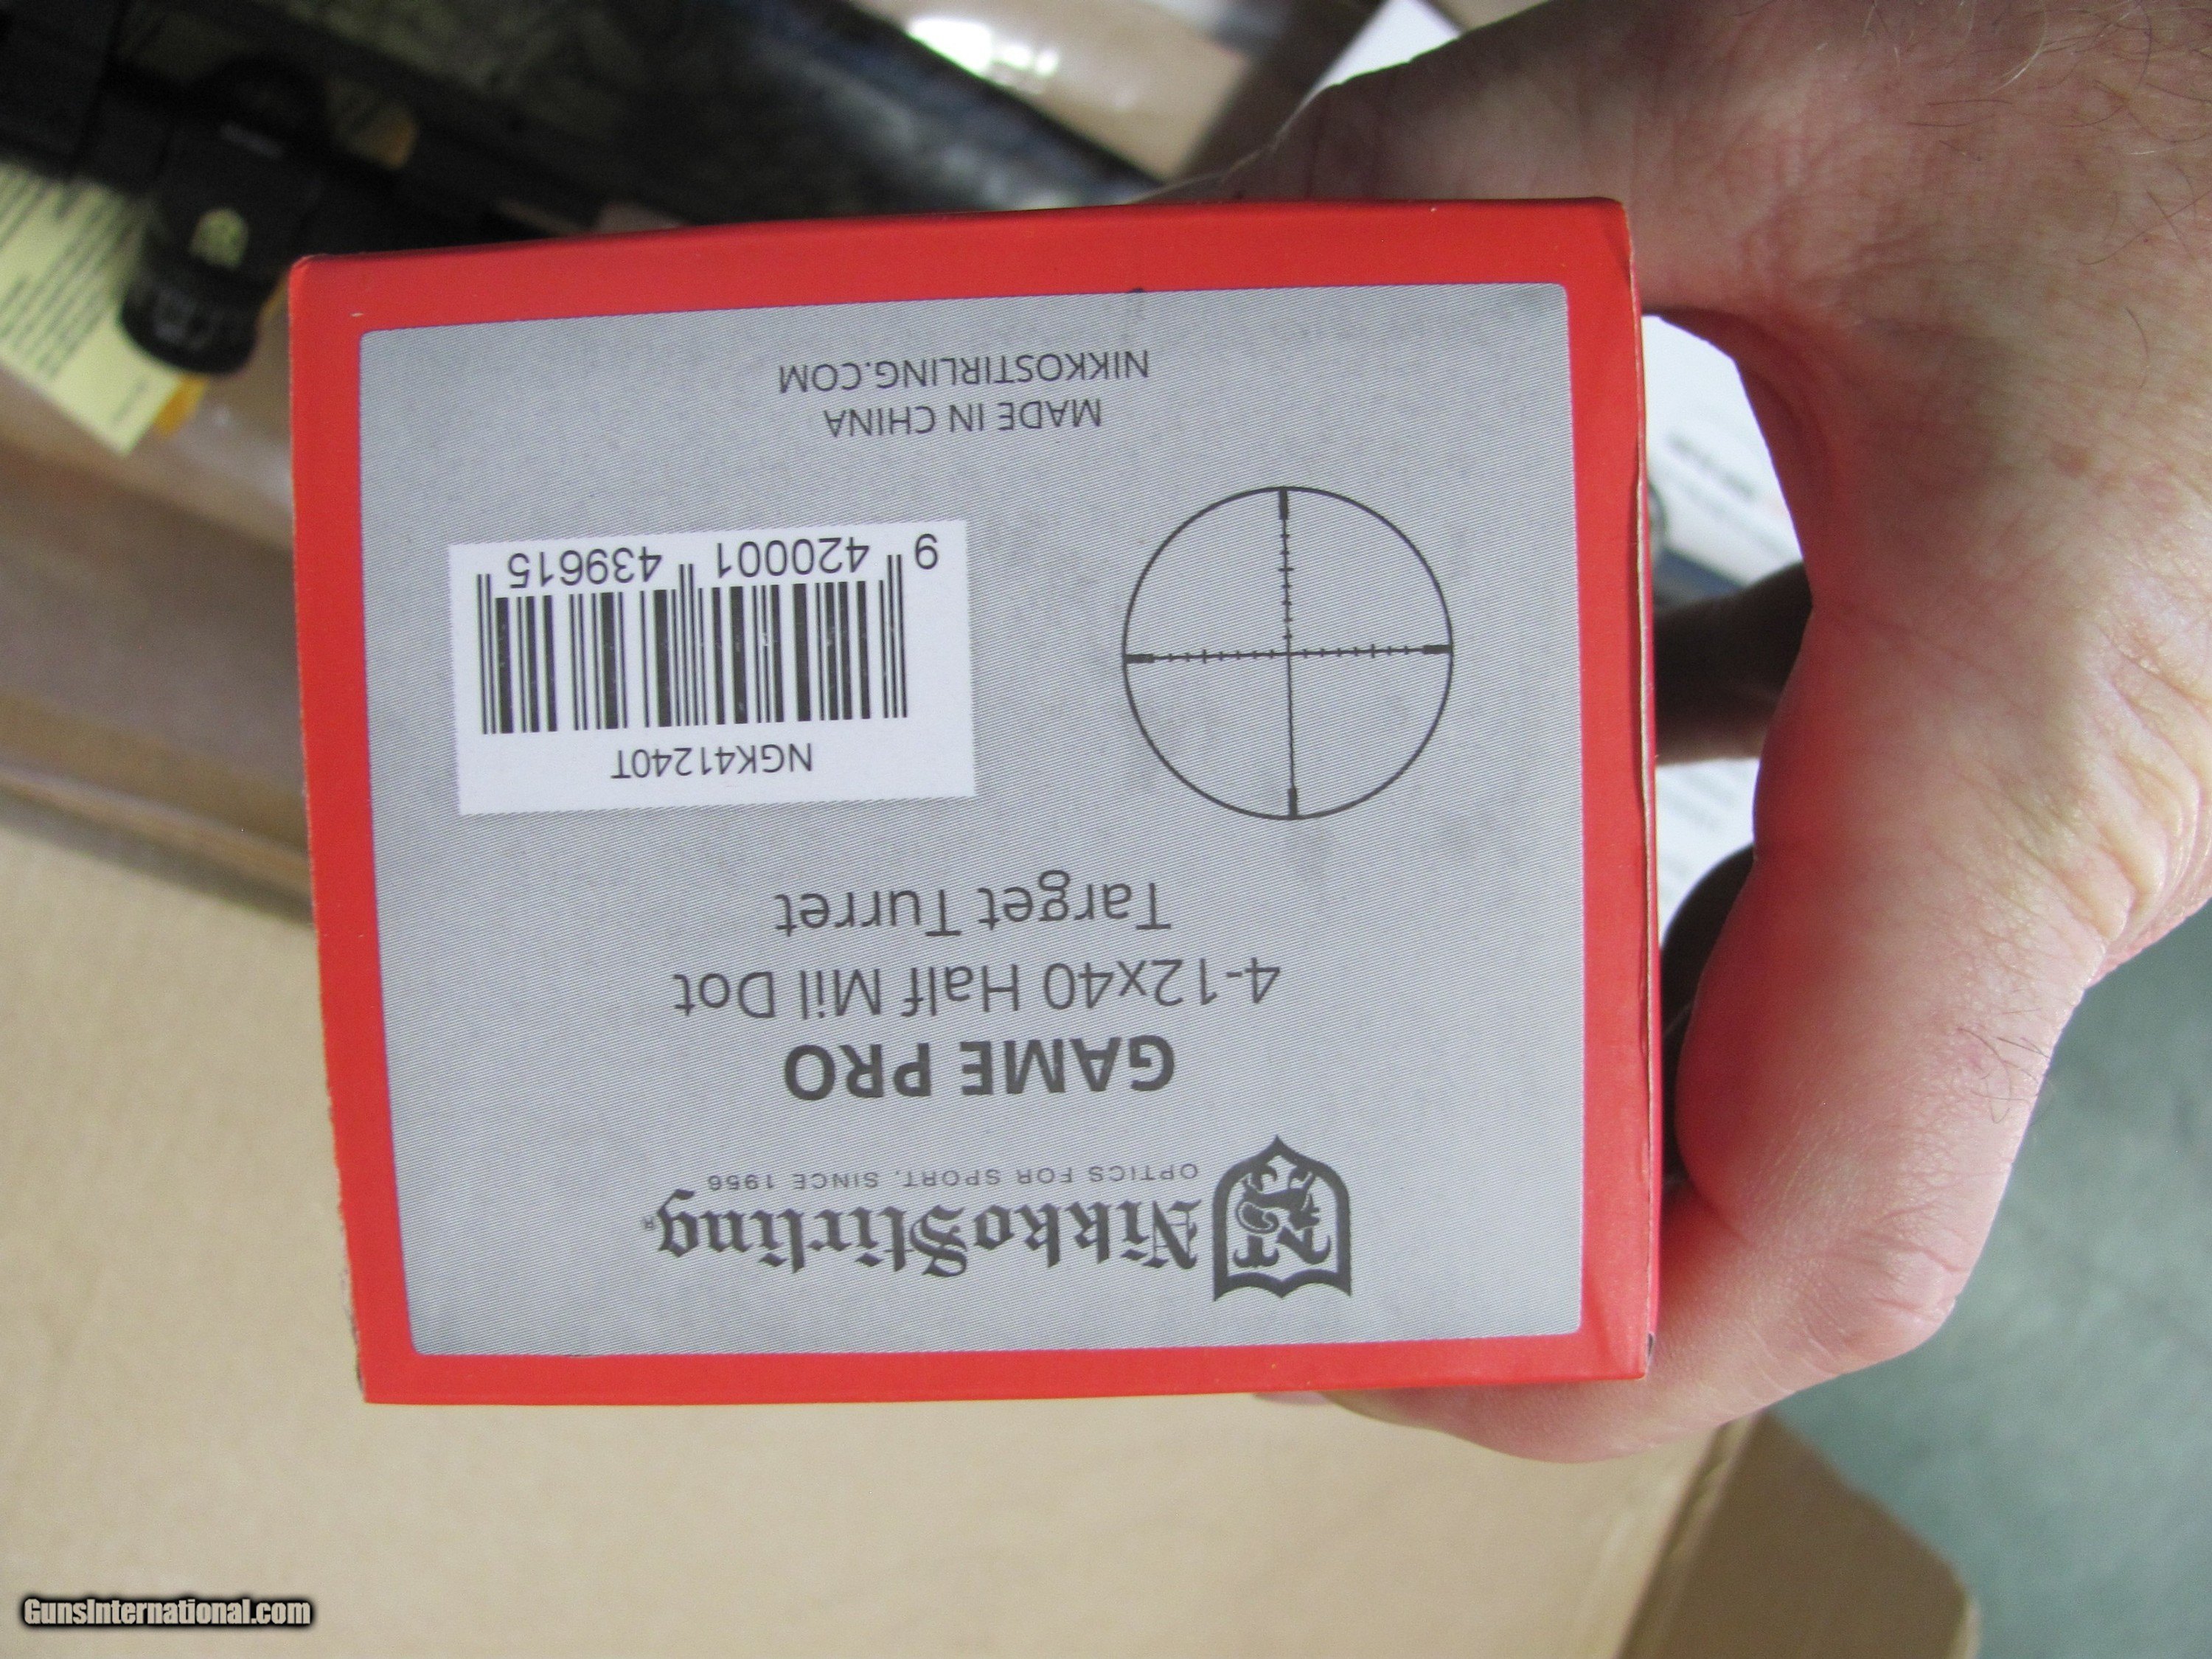 NikkoStirling®
OPTICS FOR SPORT. SINCE 1956
GAME PRO
4-12x40 Half Mil Dot
Target Turret
NGK41240T
9 420001 439615
MADE IN CHINA
NIKKOSTIRLING.COM
GunsInternational.com